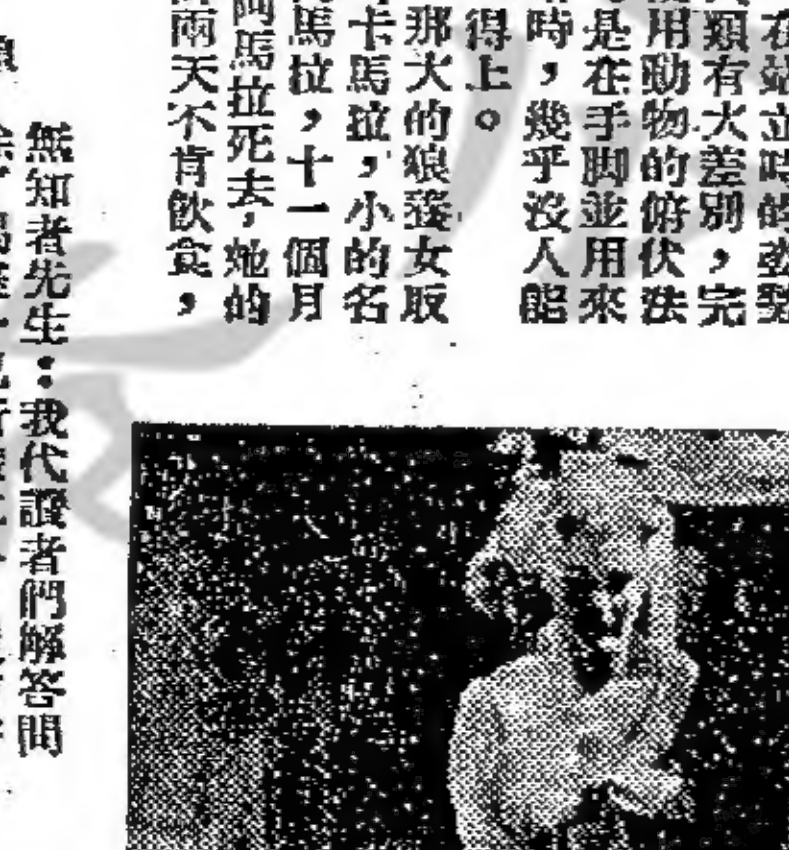 在站立時的姿勢
類有大差別，完
用動物的俯伏法
是在手脚並用來
時，幾乎沒人能
得上。
那大的狼養女取
卡馬拉，小的名
馬拉，十一個月
阿馬拉死去，她的
兩天不肯飲食，
無知者先生：我代讀者們解答問